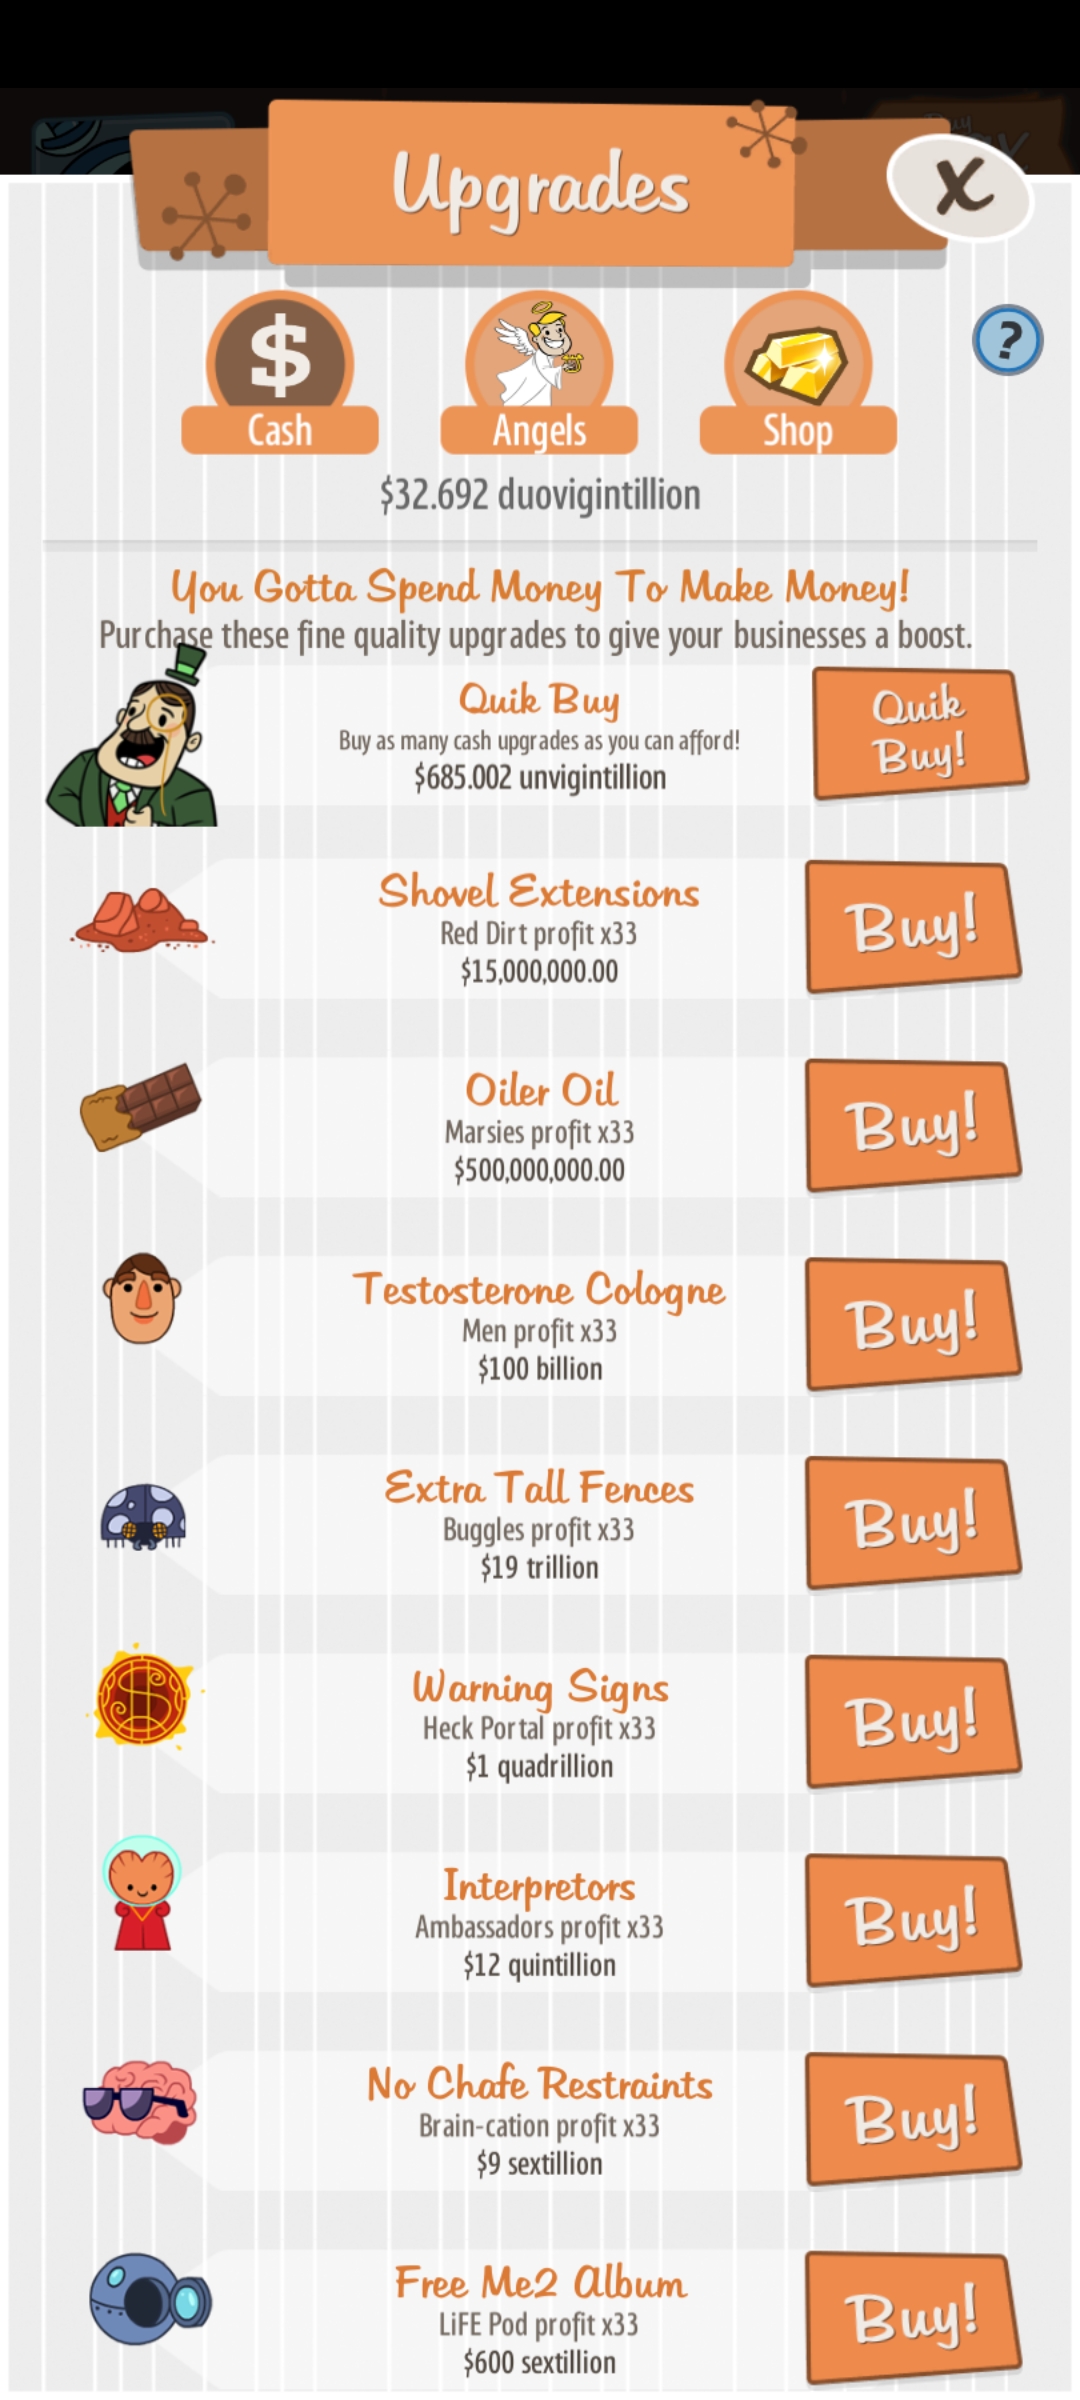 Upgrades
X
?
$
Cash
Angels
Shop
$32.692 duovigintillion
You Gotta Spend Money To Make Money!
Purchase these fine quality upgrades to give your businesses a boost.
Quik Buy
Buy as many cash upgrades as you can afford!
$685.002 unvigintillion
Quik
Buy!
Shovel Extensions
Red Dirt profit x33
$15,000,000.00
Buy!
Oiler Oil
Marsies profit x33
$500,000,000.00
Buy!
Testosterone Cologne
Men profit x33
$100 billion
Buy!
Extra Tall Fences
Buggles profit x33
$19 trillion
Buy!
Warning Signs
Heck Portal profit x33
$1 quadrillion
Buy!
Interpretors
Ambassadors profit x33
$12 quintillion
Buy!
No Chafe Restraints
Brain-cation profit x33
$9 sextillion
Buy!
Free Me2 Album
LiFE Pod profit x33
$600 sextillion
Buy!